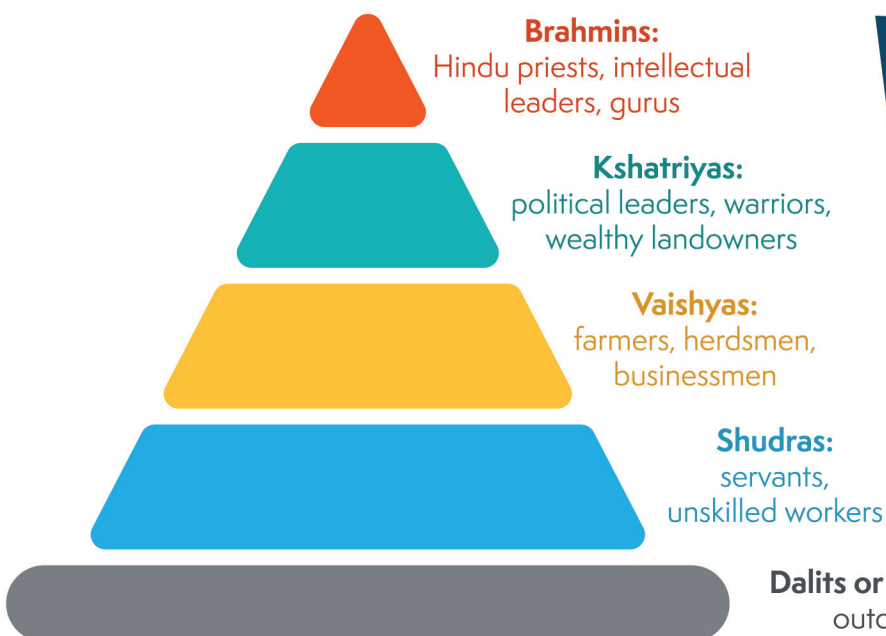 Brahmins:
Hindu priests, intellectual
leaders, gurus
Kshatriyas:
political leaders, warriors,
wealthy landowners
Vaishyas:
farmers, herdsmen,
businessmen
Shudras:
servants,
unskilled workers
Dalits or